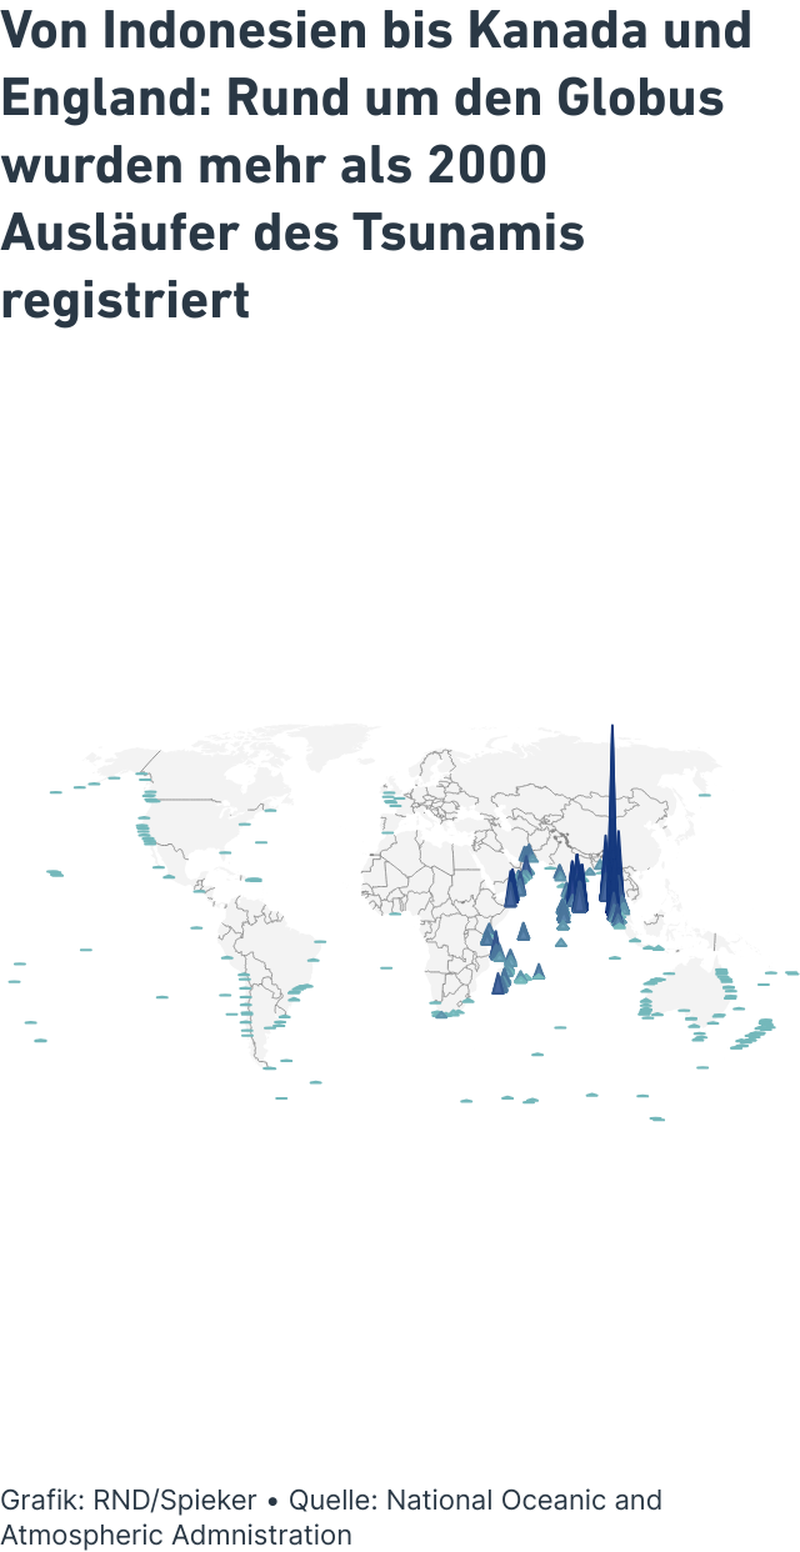 Von Indonesien bis Kanada und
England: Rund um den Globus
wurden mehr als 2000
Ausläufer des Tsunamis
registriert
Grafik: RND/Spieker • Quelle: National Oceanic and
Atmospheric Admnistration